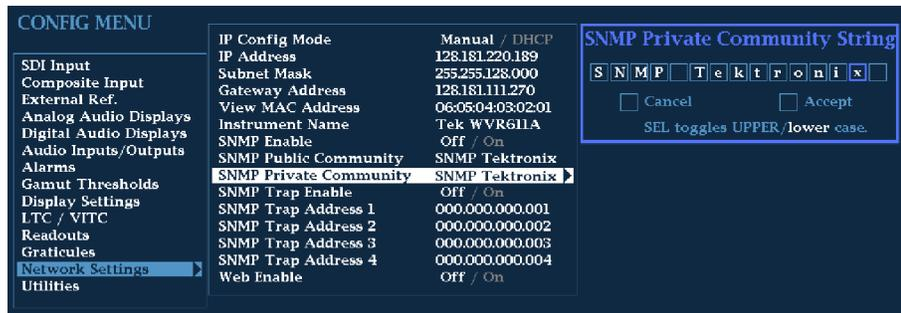 CONFIG MENU
SDI Input
Composite Input
External Ref.
Analog Audio Displays
Digital Audio Displays
Audio Inputs/Outputs
Alarms
Gamut Thresholds
Display Settings
LTC / VITC
Readouts
Graticules
Network Settings
Utilities
IP Config Mode Manual / DHCP
IP Address 128.181.220.189
Subnet Mask 255.255.128.000
Gateway Address 128.181.111.270
View MAC Address 06:05:04:03:02:01
Instrument Name Tek WVR611A
SNMP Enable Off / On
SNMP Public Community SNMP Tektronix
SNMP Private Community SNMP Tektronix
SNMP Trap Enable Off / On
SNMP Trap Address 1 000.000.000.001
SNMP Trap Address 2 000.000.000.002
SNMP Trap Address 3 000.000.000.003
SNMP Trap Address 4 000.000.000.004
Web Enable Off / On
SNMP Private Community String
SNMP Tektronix
Cancel Accept
SEL toggles UPPER/lower case.